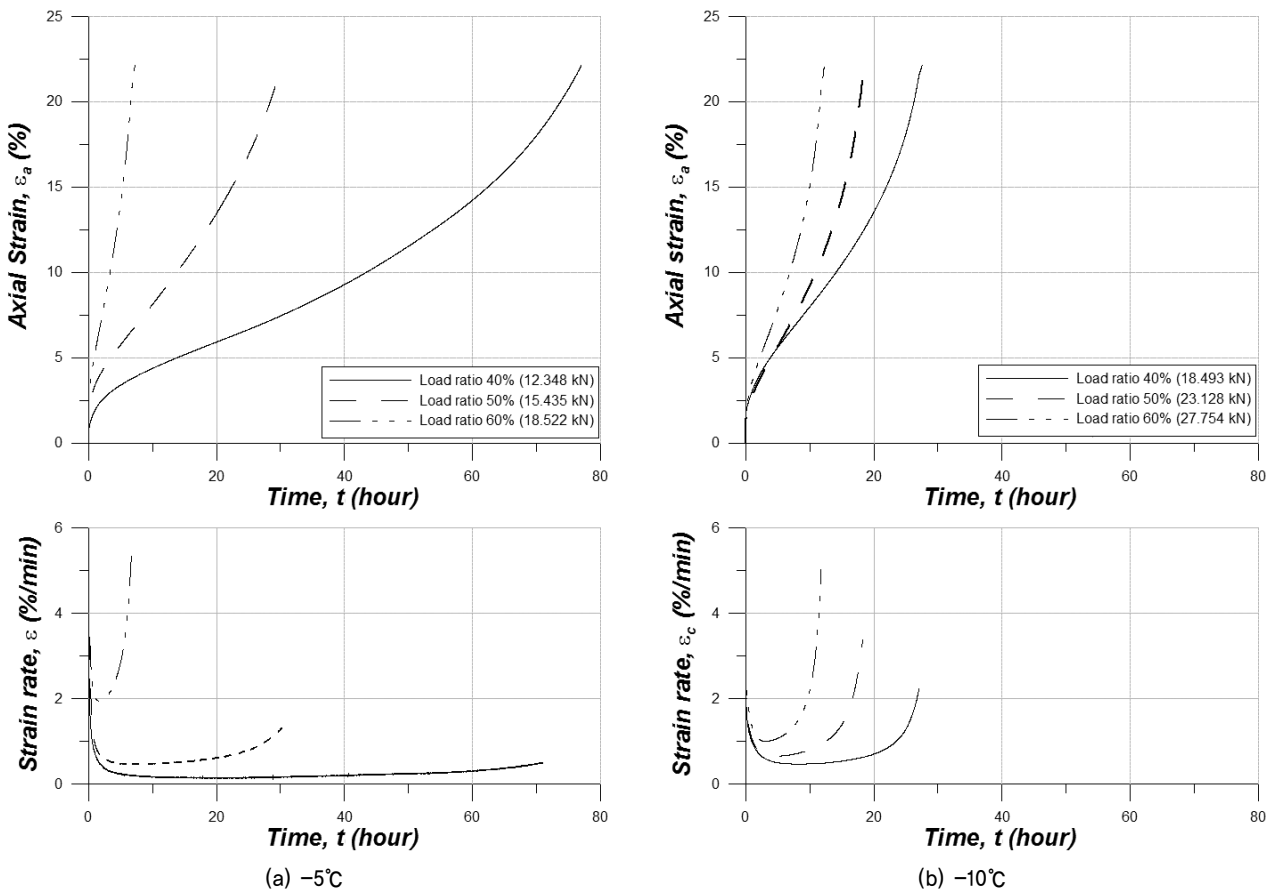 25
20
15
10
5
0
Axial Strain, εa (%)
Load ratio 40% (12.348 kN)
Load ratio 50% (15.435 kN)
Load ratio 60% (18.522 kN)
0 20 40 60 80
Time, t (hour)
25
20
15
10
5
0
Axial strain, εa (%)
Load ratio 40% (18.493 kN)
Load ratio 50% (23.128 kN)
Load ratio 60% (27.754 kN)
0 20 40 60 80
Time, t (hour)
6
4
2
0
Strain rate, ε (%/min)
0 20 40 60 80
Time, t (hour)
(a) −5℃
6
4
2
0
Strain rate, εc (%/min)
0 20 40 60 80
Time, t (hour)
(b) −10℃